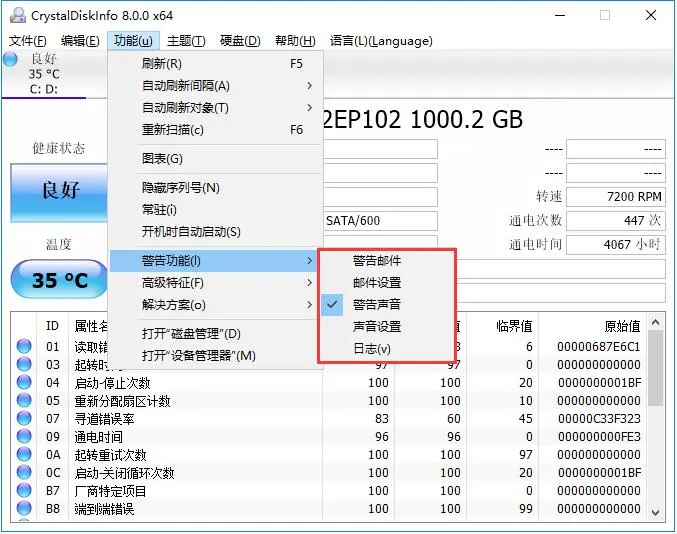 CrystalDiskInfo 8.0.0 x64
文件(F) 编辑(E) 功能(u) 主题(T) 硬盘(D) 帮助(H) 语言(L)(Language)
良好
35 °C
C: D:
刷新(R) F5
自动刷新间隔(A)
自动刷新对象(T)
重新扫描(c) F6
图表(G)
隐藏序列号(N)
常驻(i)
开机时自动启动(S)
警告功能(l)
高级特征(F)
解决方案(o)
打开“磁盘管理”(D)
打开“设备管理器”(M)
警告邮件
邮件设置
警告声音
声音设置
日志(v)
2EP102 1000.2 GB
健康状态
良好
温度
35 °C
SATA/600
----
----
转速 7200 RPM
通电次数 447 次
通电时间 4067 小时
ID 属性名 值 临界值 原始值
01 读取错 6 00000687E6C1
03 起转时 97 97 0 000000000000
04 启动-停止次数 100 100 20 0000000001BF
05 重新分配扇区计数 100 100 10 000000000000
07 寻道错误率 83 60 45 00000C33F323
09 通电时间 96 96 0 000000000FE3
0A 起转重试次数 100 100 97 000000000000
0C 启动-关闭循环次数 100 100 20 0000000001BF
B7 厂商特定项目 100 100 0 000000000000
B8 端到端错误 100 100 99 000000000000